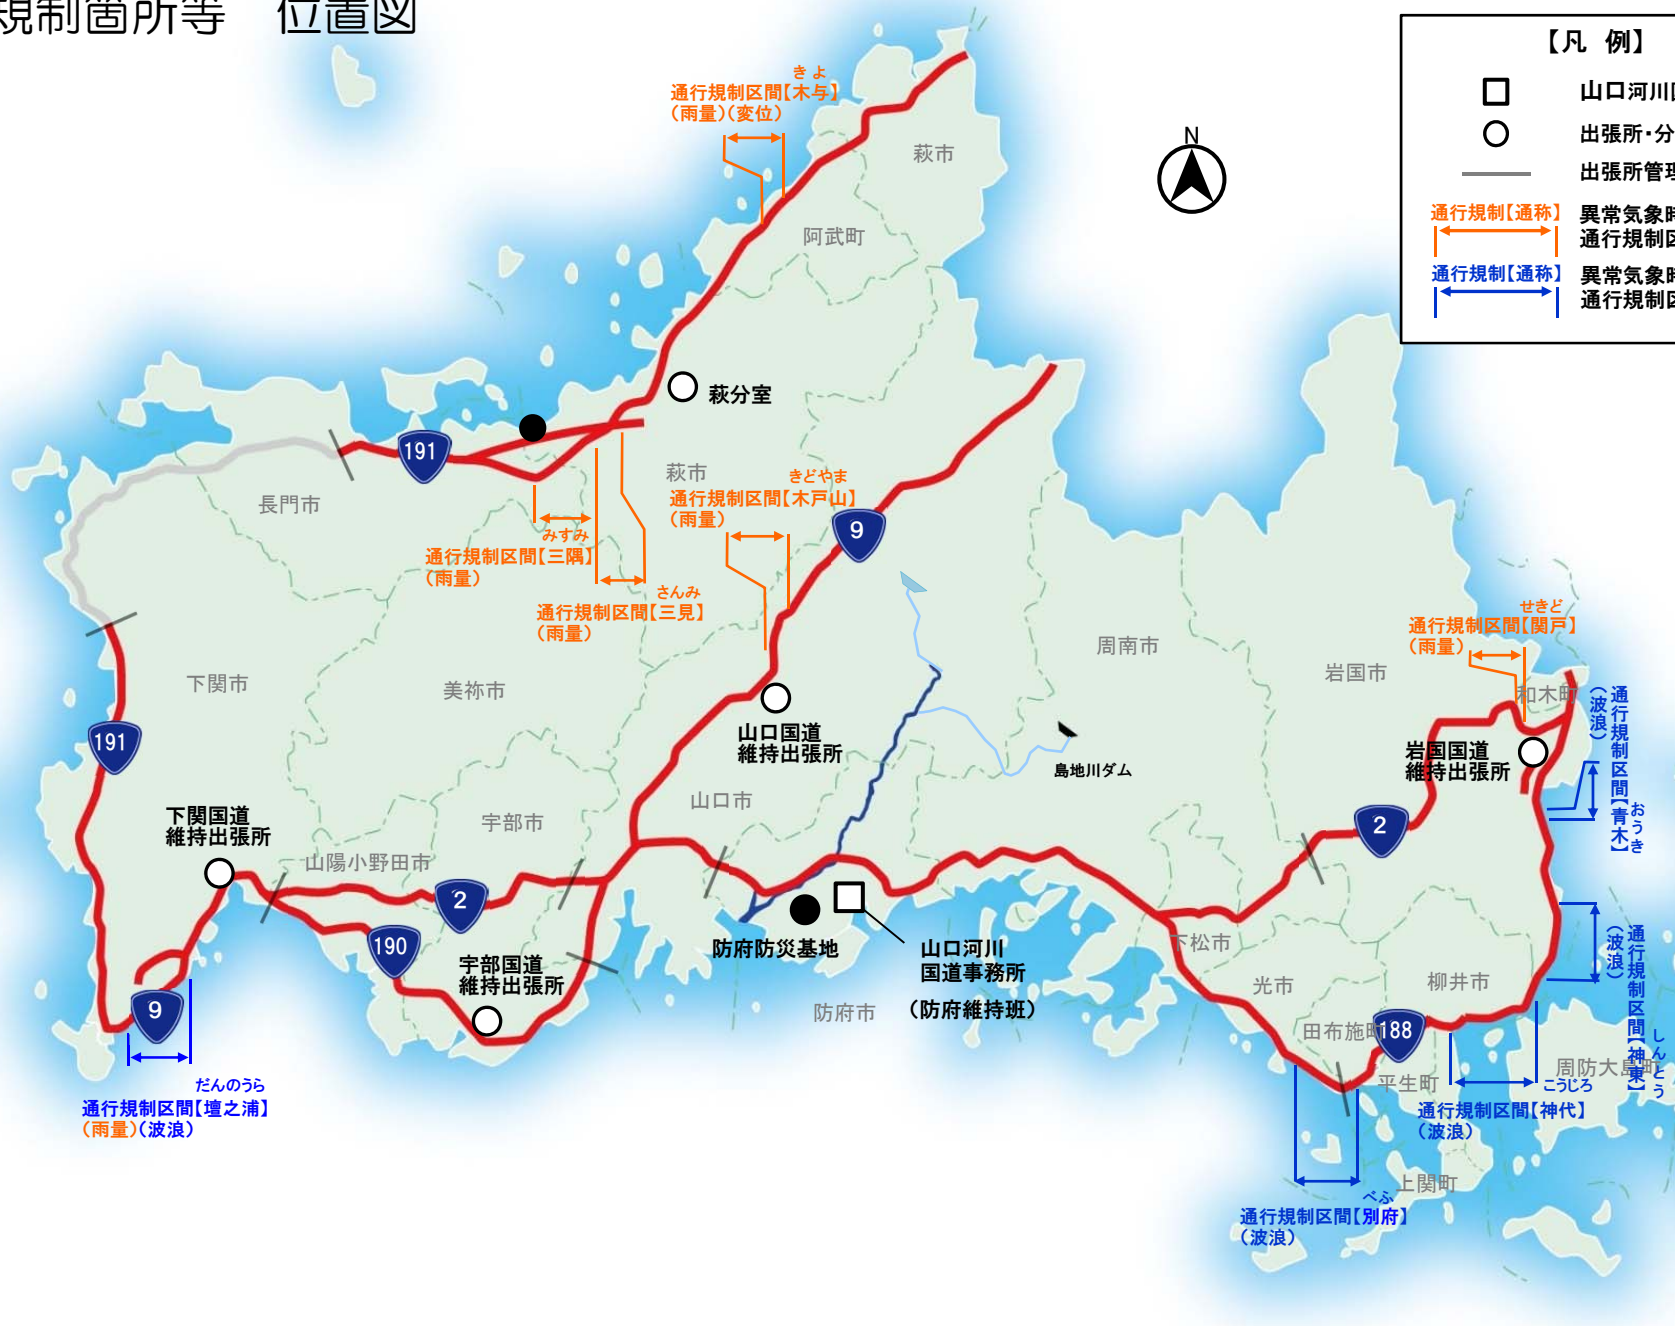 規制箇所等　位置図
【凡 例】
山口河川
出張所・分
出張所管理
通行規制【通称】
異常気象時
通行規制区
通行規制【通称】
異常気象時
通行規制区
N
きよ
通行規制区間【木与】
（雨量）（変位）
萩市
阿武町
萩分室
191
長門市
萩市
みすみ
通行規制区間【三隅】
（雨量）
さんみ
通行規制区間【三見】
（雨量）
きどやま
通行規制区間【木戸山】
（雨量）
9
下関市
美祢市
周南市
岩国市
せきど
通行規制区間【関戸】
（雨量）
和木町
191
山口国道
維持出張所
島地川ダム
岩国国道
維持出張所
通行規制区間【青木】
（波浪）
おうき
下関国道
維持出張所
山陽小野田市
宇部市
山口市
2
2
190
宇部国道
維持出張所
防府防災基地
山口河川
国道事務所
（防府維持班）
防府市
下松市
光市
柳井市
田布施町
188
平生町
通行規制区間【神東】
（波浪）
しんとう
周防大島町
9
だんのうら
通行規制区間【壇之浦】
（雨量）（波浪）
こうじろ
通行規制区間【神代】
（波浪）
上関町
べふ
通行規制区間【別府】
（波浪）